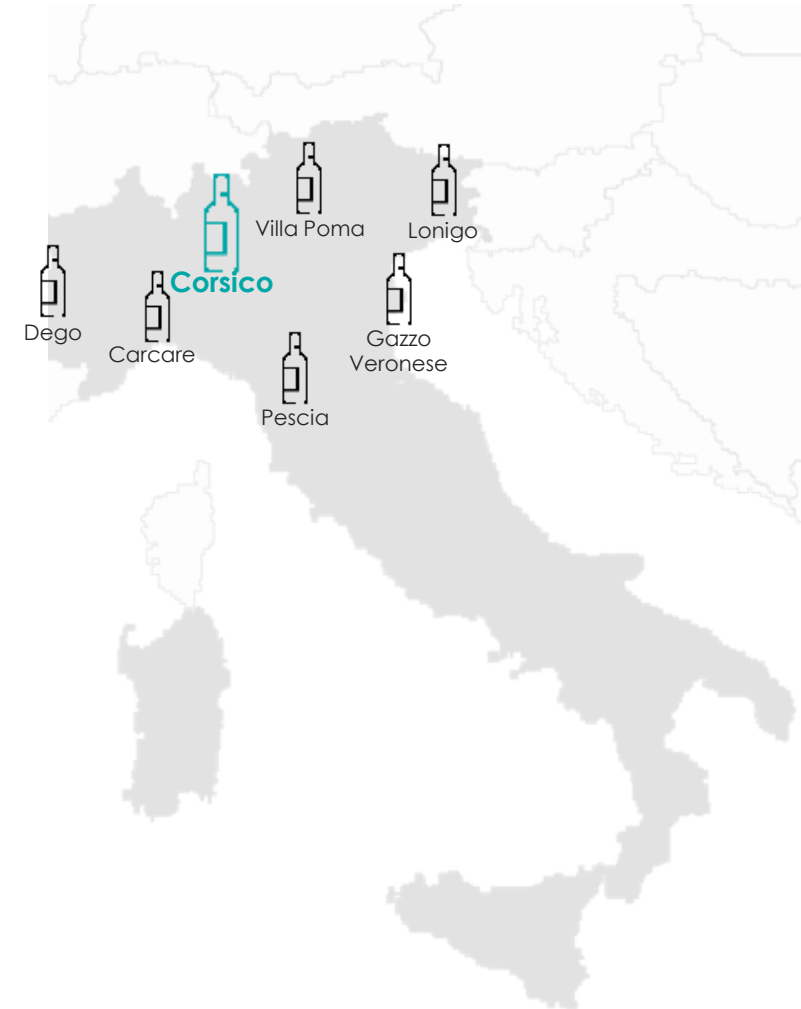 Villa Poma
Lonigo
Corsico
Dego
Carcare
Gazzo
Veronese
Pescia